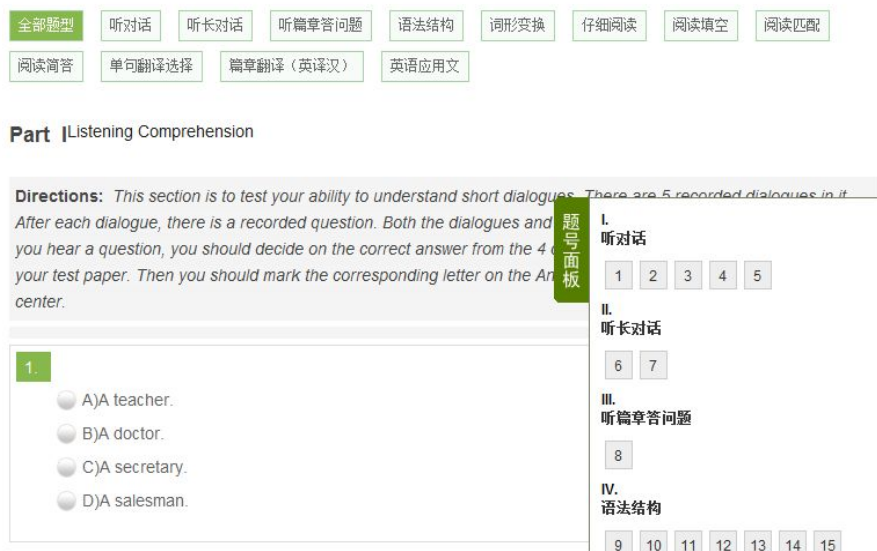 全部题型 听对话 听长对话 听篇章答问题 语法结构 词形变换 仔细阅读 阅读填空 阅读匹配
阅读简答 单句翻译选择 篇章翻译（英译汉） 英语应用文
Part I Listening Comprehension
Directions: This section is to test your ability to understand short dialogues. There are 5 recorded dialogues in it.
After each dialogue, there is a recorded question. Both the dialogues and
you hear a question, you should decide on the correct answer from the 4
your test paper. Then you should mark the corresponding letter on the An
center.
1.
A)A teacher.
B)A doctor.
C)A secretary.
D)A salesman.
题号面板
I.
听对话
1 2 3 4 5
II.
听长对话
6 7
III.
听篇章答问题
8
IV.
语法结构
9 10 11 12 13 14 15